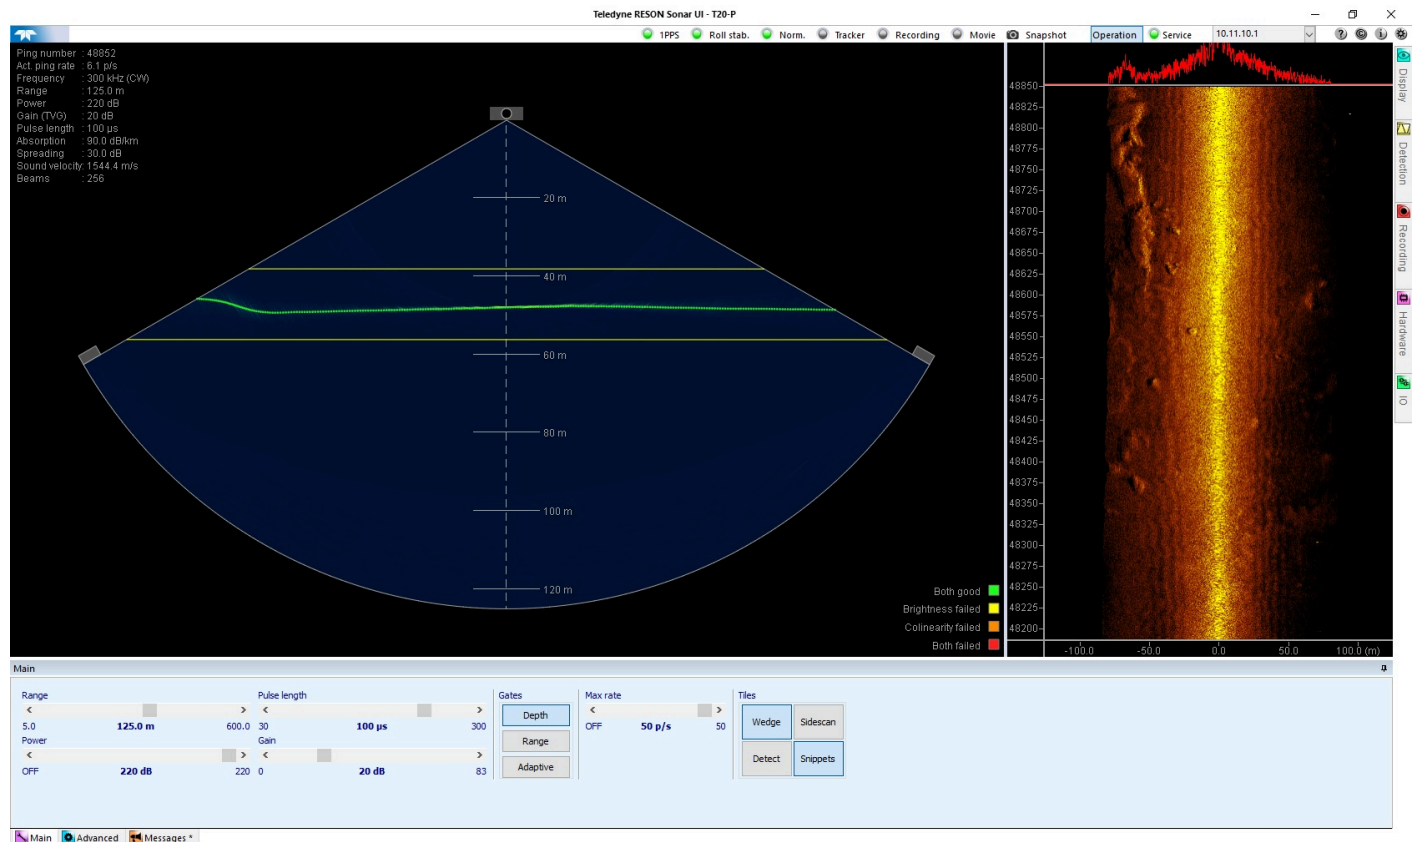 Teledyne RESON Sonar UI - T20-P
1PPS Roll stab. Norm. Tracker Recording Movie Snapshot Operation Service 10.11.10.1
Ping number : 48852
Act. ping rate : 6.1 p/s
Frequency : 300 kHz (CW)
Range : 125.0 m
Power : 220 dB
Gain (TVG) : 20 dB
Pulse length : 100 µs
Absorption : 90.0 dB/km
Spreading : 30.0 dB
Sound velocity: 1544.4 m/s
Beams : 256
20 m
40 m
60 m
80 m
100 m
120 m
Both good
Brightness failed
Colinearity failed
Both failed
48850
48825
48800
48775
48750
48725
48700
48675
48650
48625
48600
48575
48550
48525
48500
48475
48450
48425
48400
48375
48350
48325
48300
48275
48250
48225
48200
-100.0 -50.0 0.0 50.0 100.0 (m)
Display
Detection
Recording
Hardware
IO
Main
Range
5.0 125.0 m 600.0
Power
OFF 220 dB 220
Pulse length
30 100 µs 300
Gain
0 20 dB 83
Gates
Depth
Range
Adaptive
Max rate
OFF 50 p/s 50
Tiles
Wedge Sidescan
Detect Snippets
Main Advanced Messages *